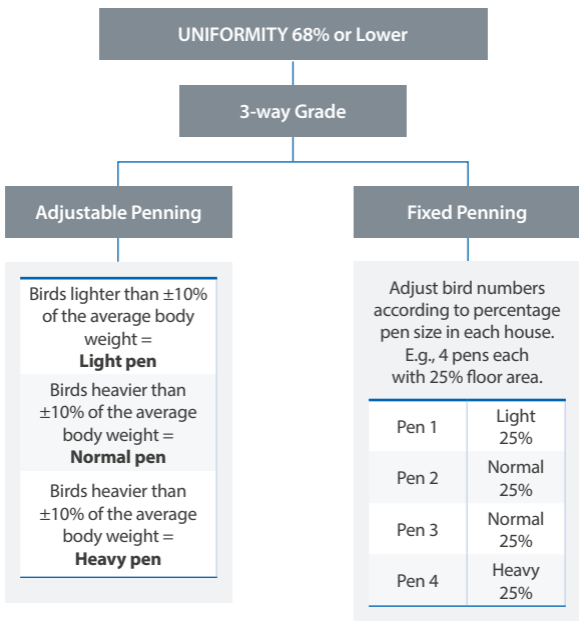 UNIFORMITY 68% or Lower
3-way Grade
Adjustable Penning
Birds lighter than ±10%
of the average body
weight =
Light pen
Birds heavier than
±10% of the average
body weight =
Normal pen
Birds heavier than
±10% of the average
body weight =
Heavy pen
Fixed Penning
Adjust bird numbers
according to percentage
pen size in each house.
E.g., 4 pens each
with 25% floor area.
Pen 1
Light
25%
Pen 2
Normal
25%
Pen 3
Normal
25%
Pen 4
Heavy
25%